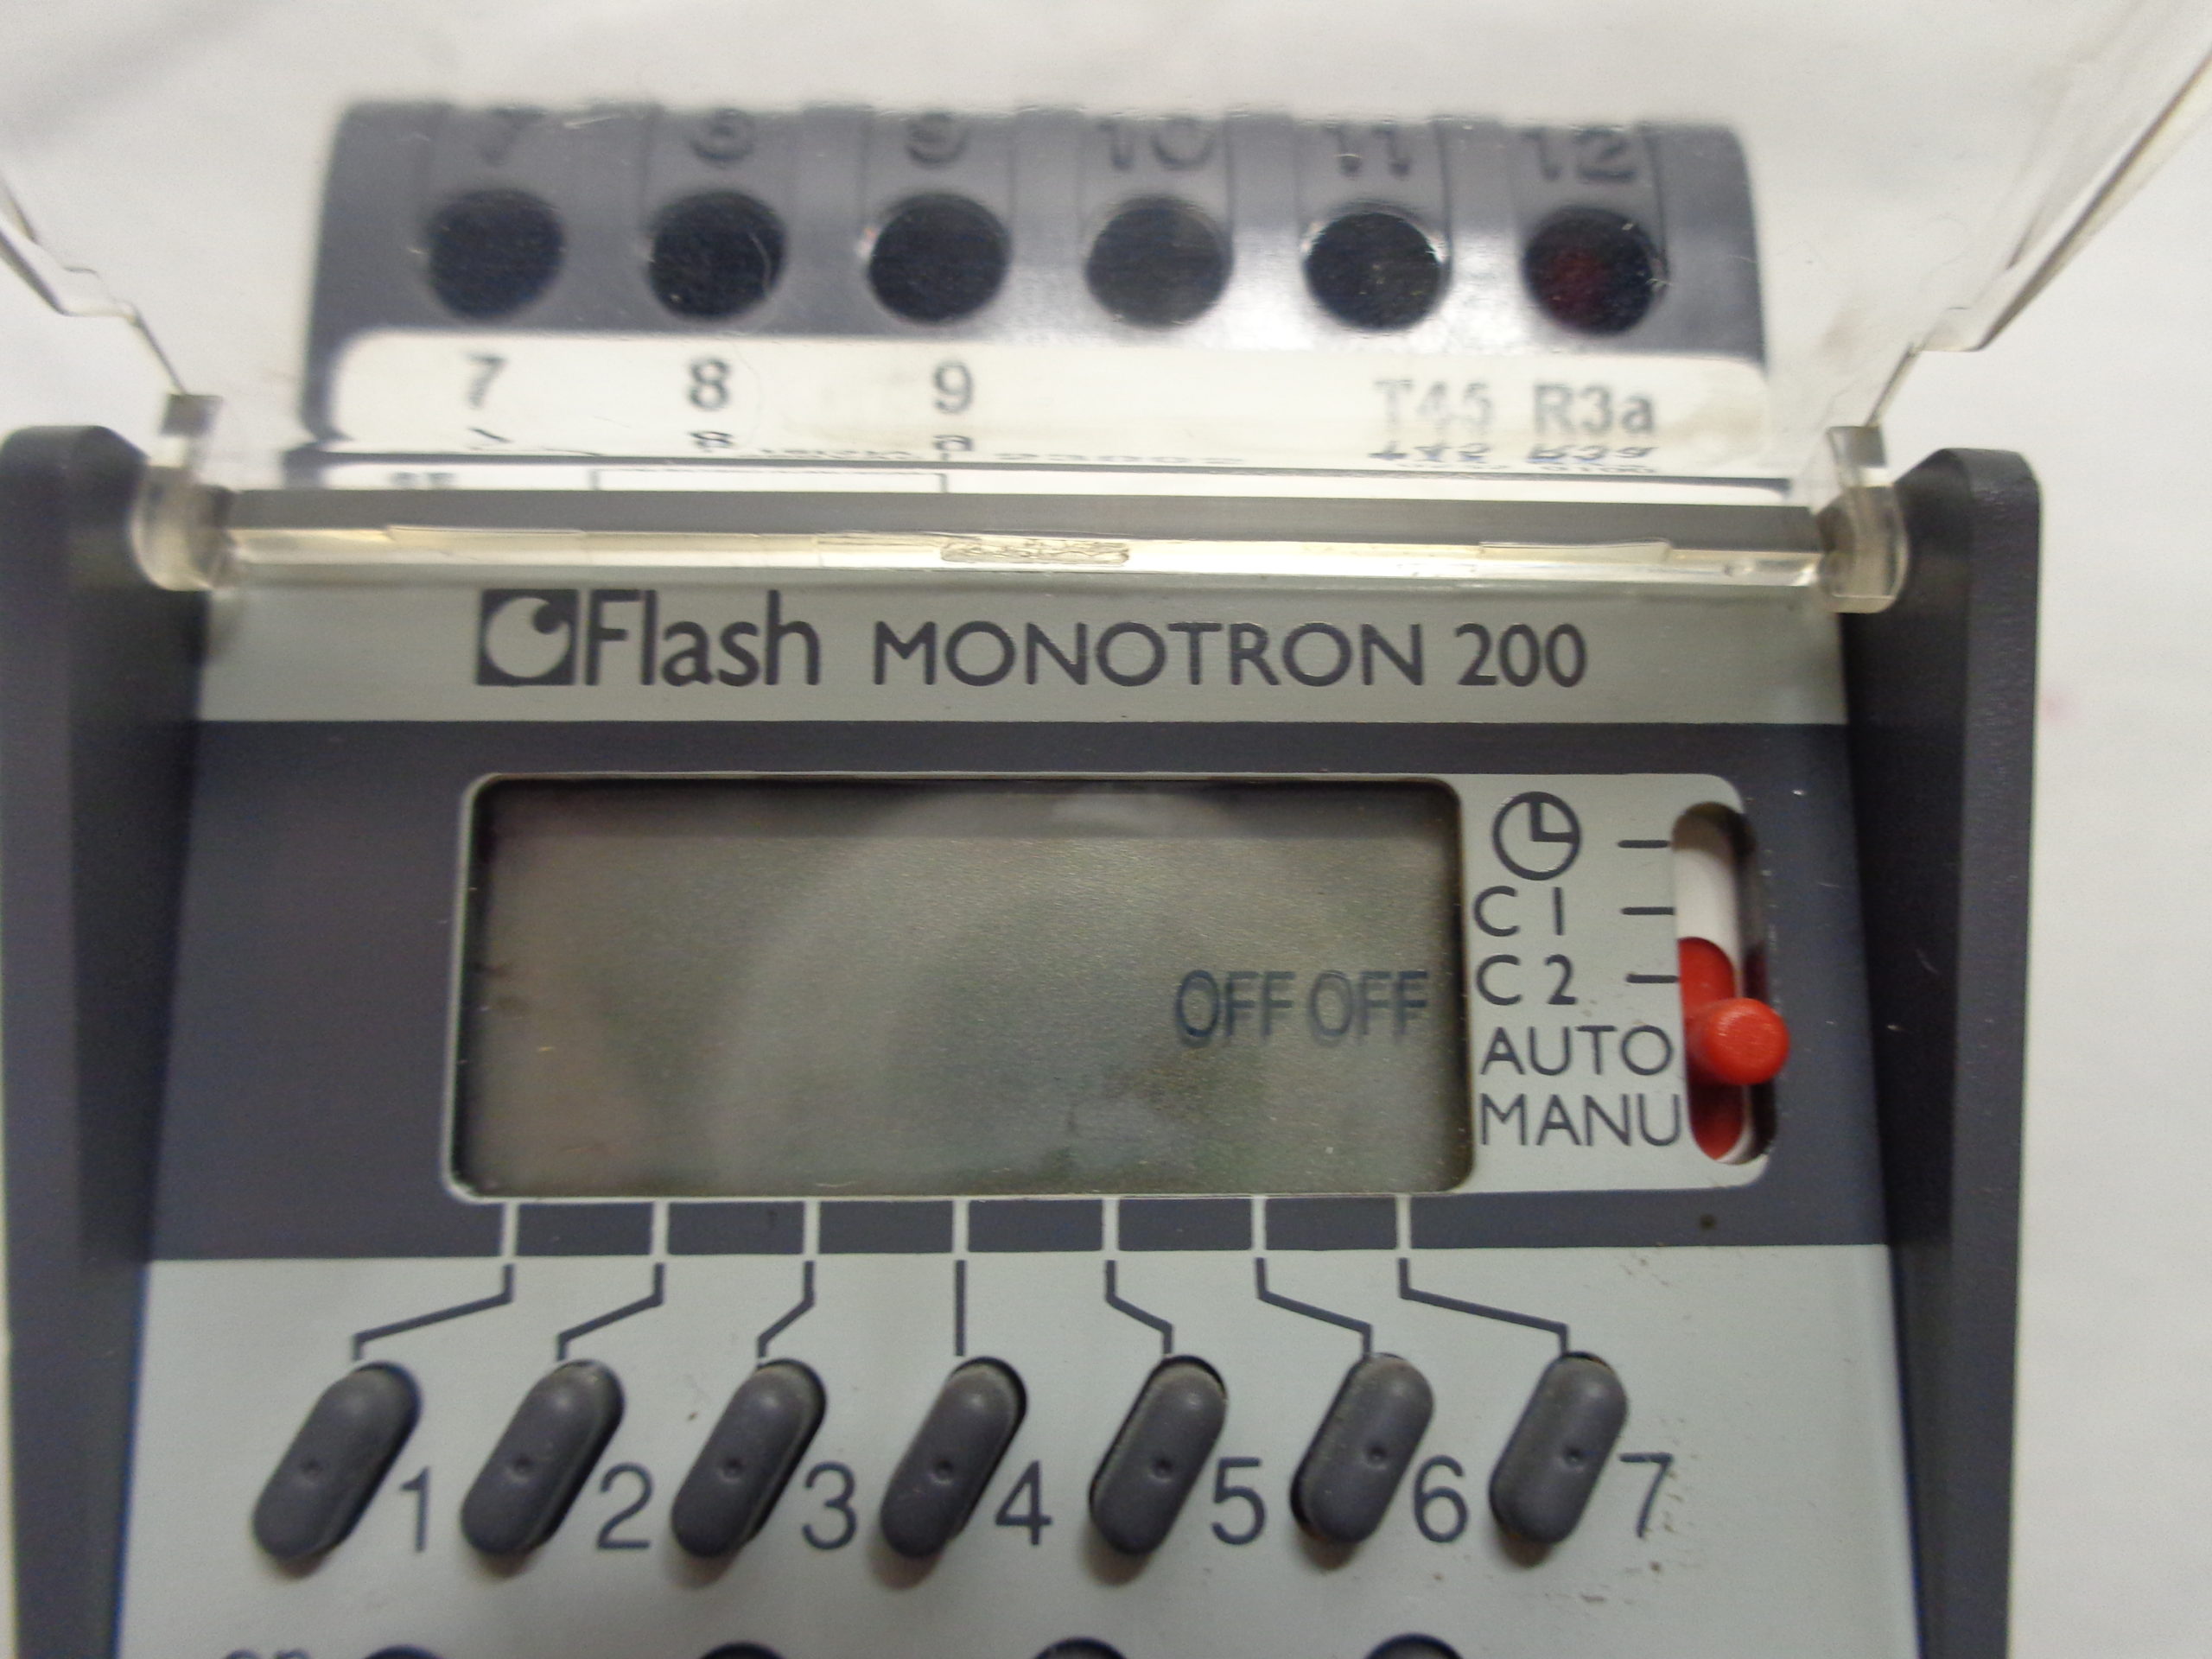 7 8 9 10 11 12
7 8 9 T45 R3a
Flash MONOTRON 200
C1
C2
OFF OFF
AUTO
MANU
1 2 3 4 5 6 7